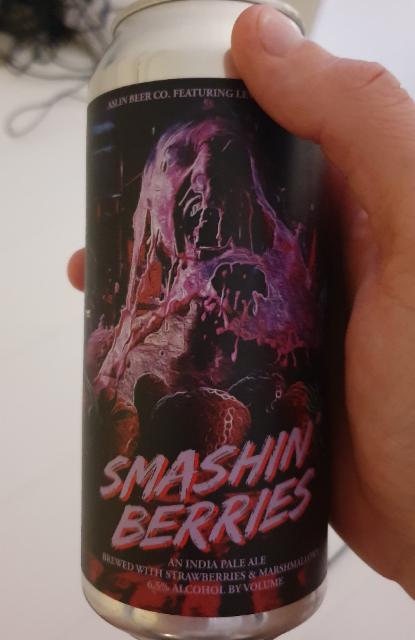 ASLIN BEER CO. FEATURING
SMASHIN
BERRIES
AN INDIA PALE ALE
BREWED WITH STRAWBERRIES & MARSHMALLOWS
6.5% ALCOHOL BY VOLUME